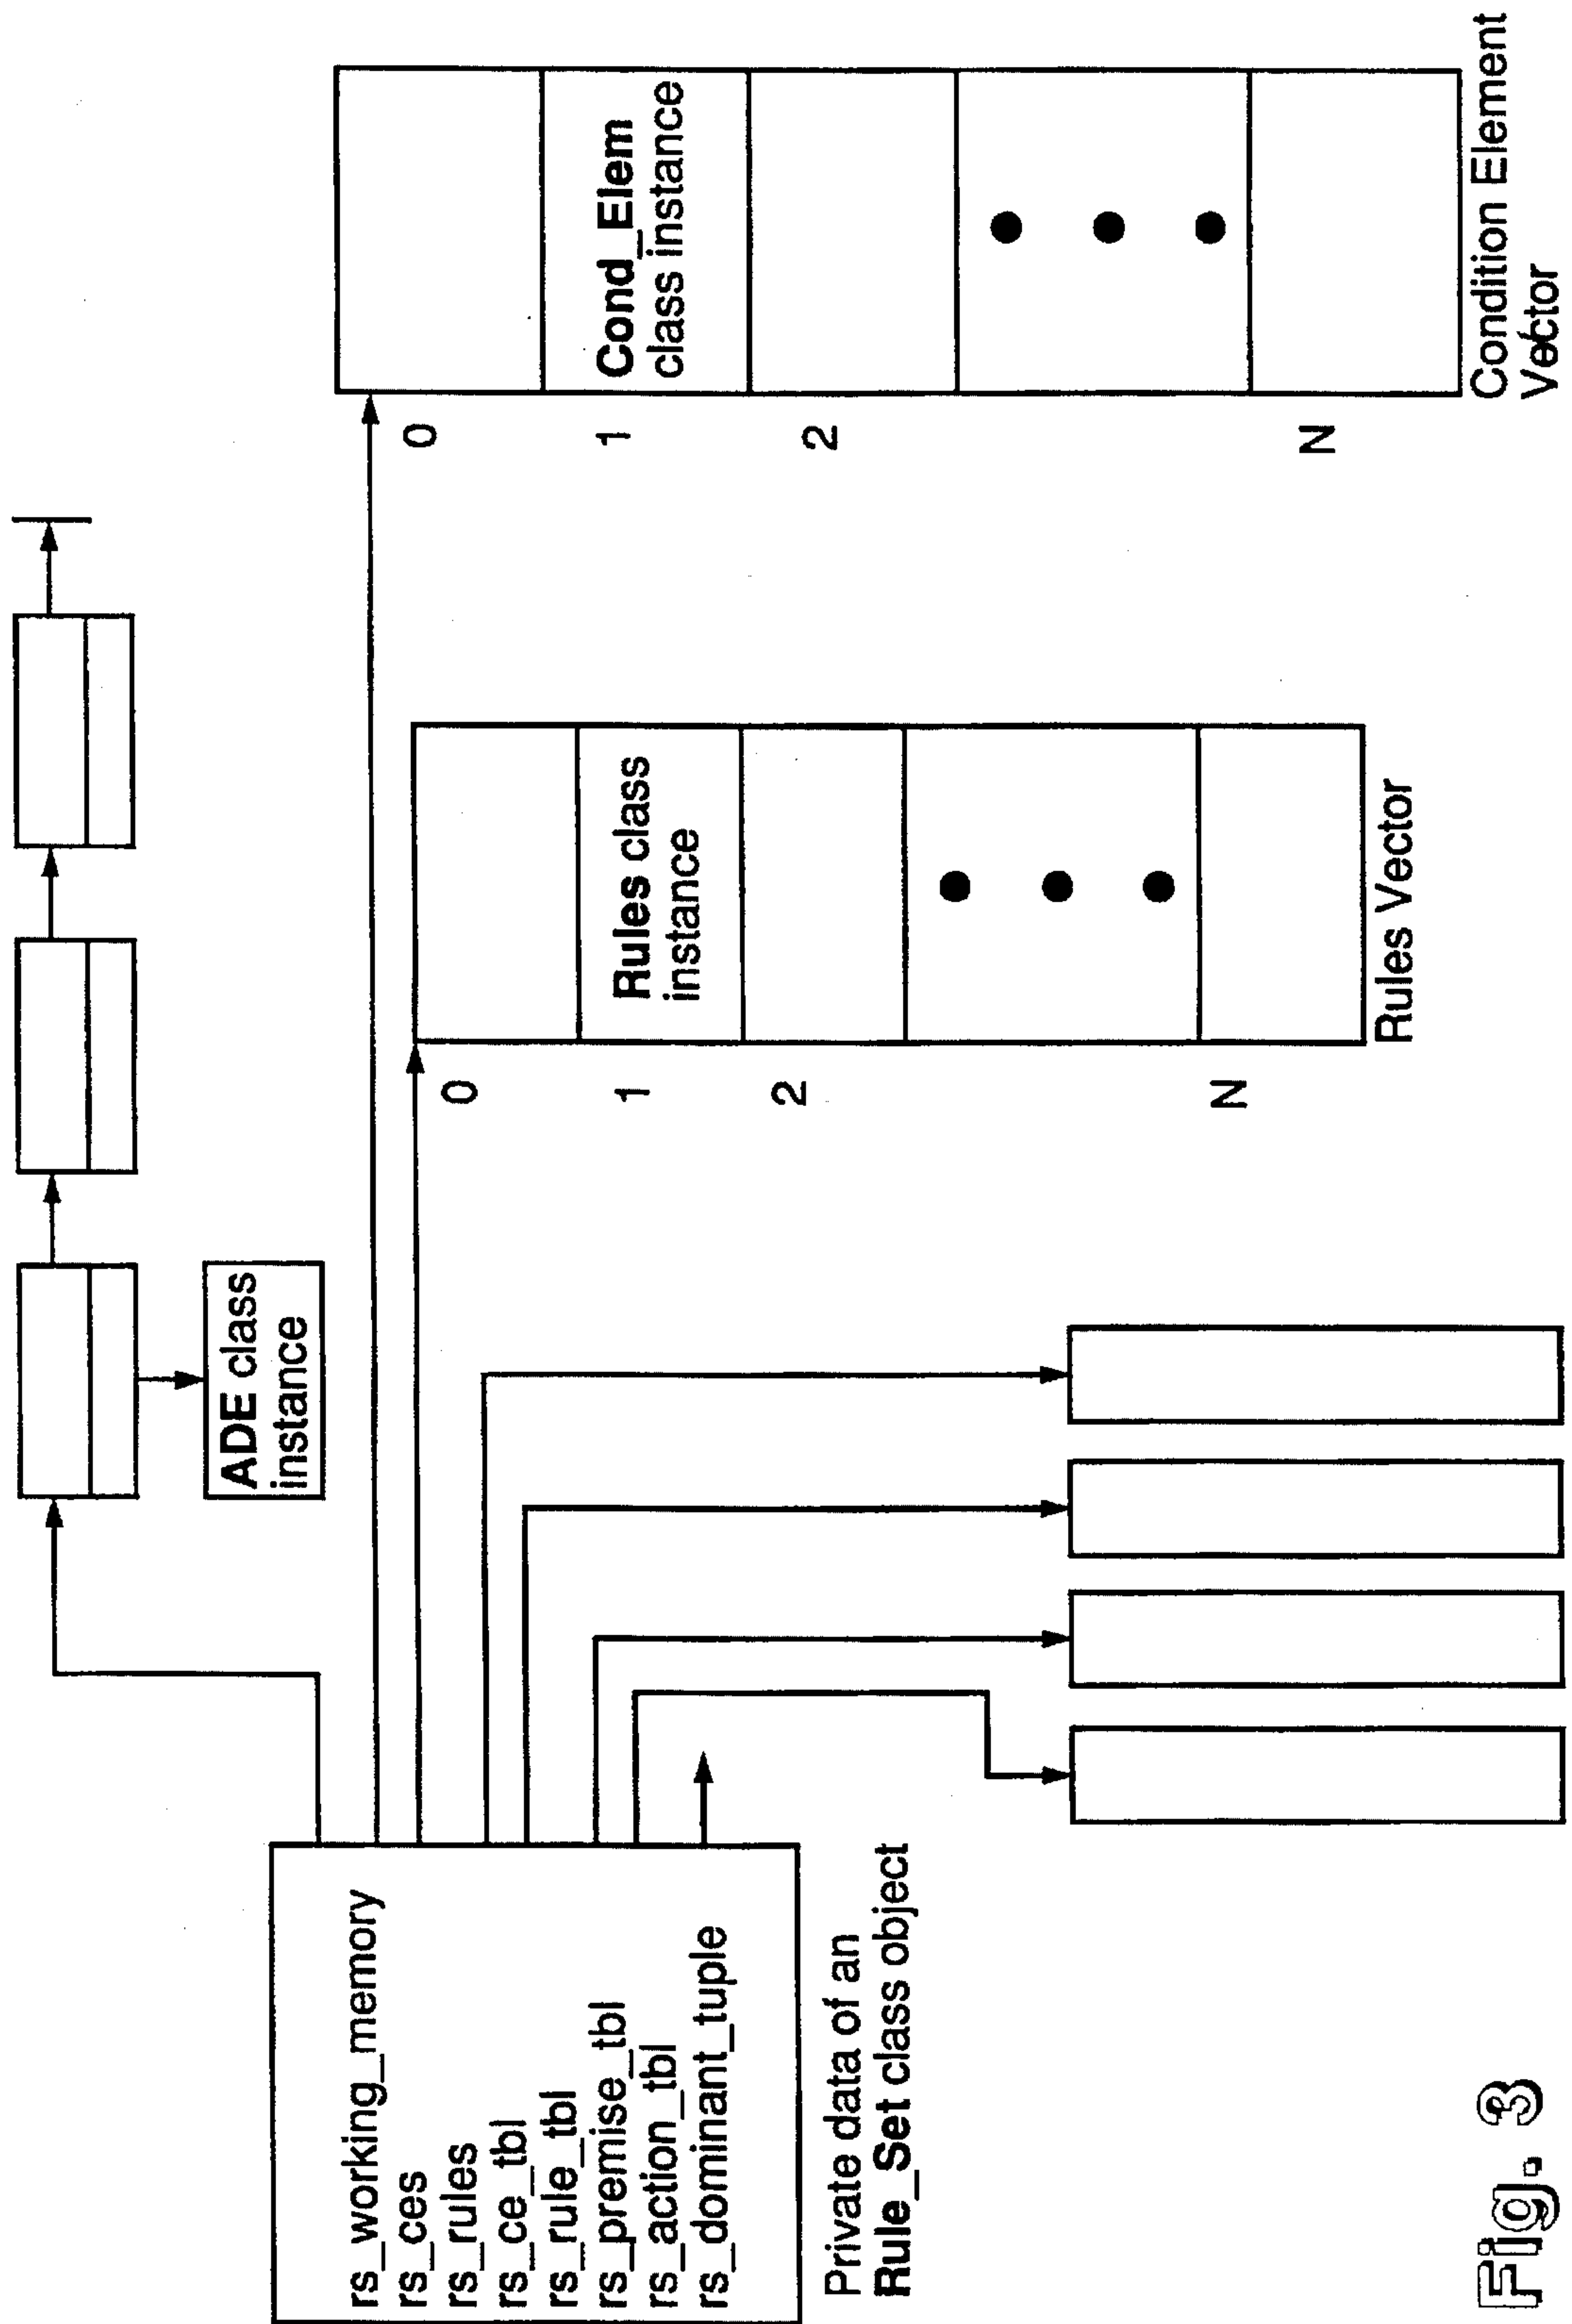 ADE class
instance
rs_working_memory
rs_ces
rs_rules
rs_ce_tbl
rs_rule_tbl
rs_premise_tbl
rs_action_tbl
rs_dominant_tuple
Private data of an
Rule_Set class object
0
1
2
N
Rules class
instance
Rules Vector
0
1
2
N
Cond_Elem
class instance
Condition Element
Vector
Fig. 3